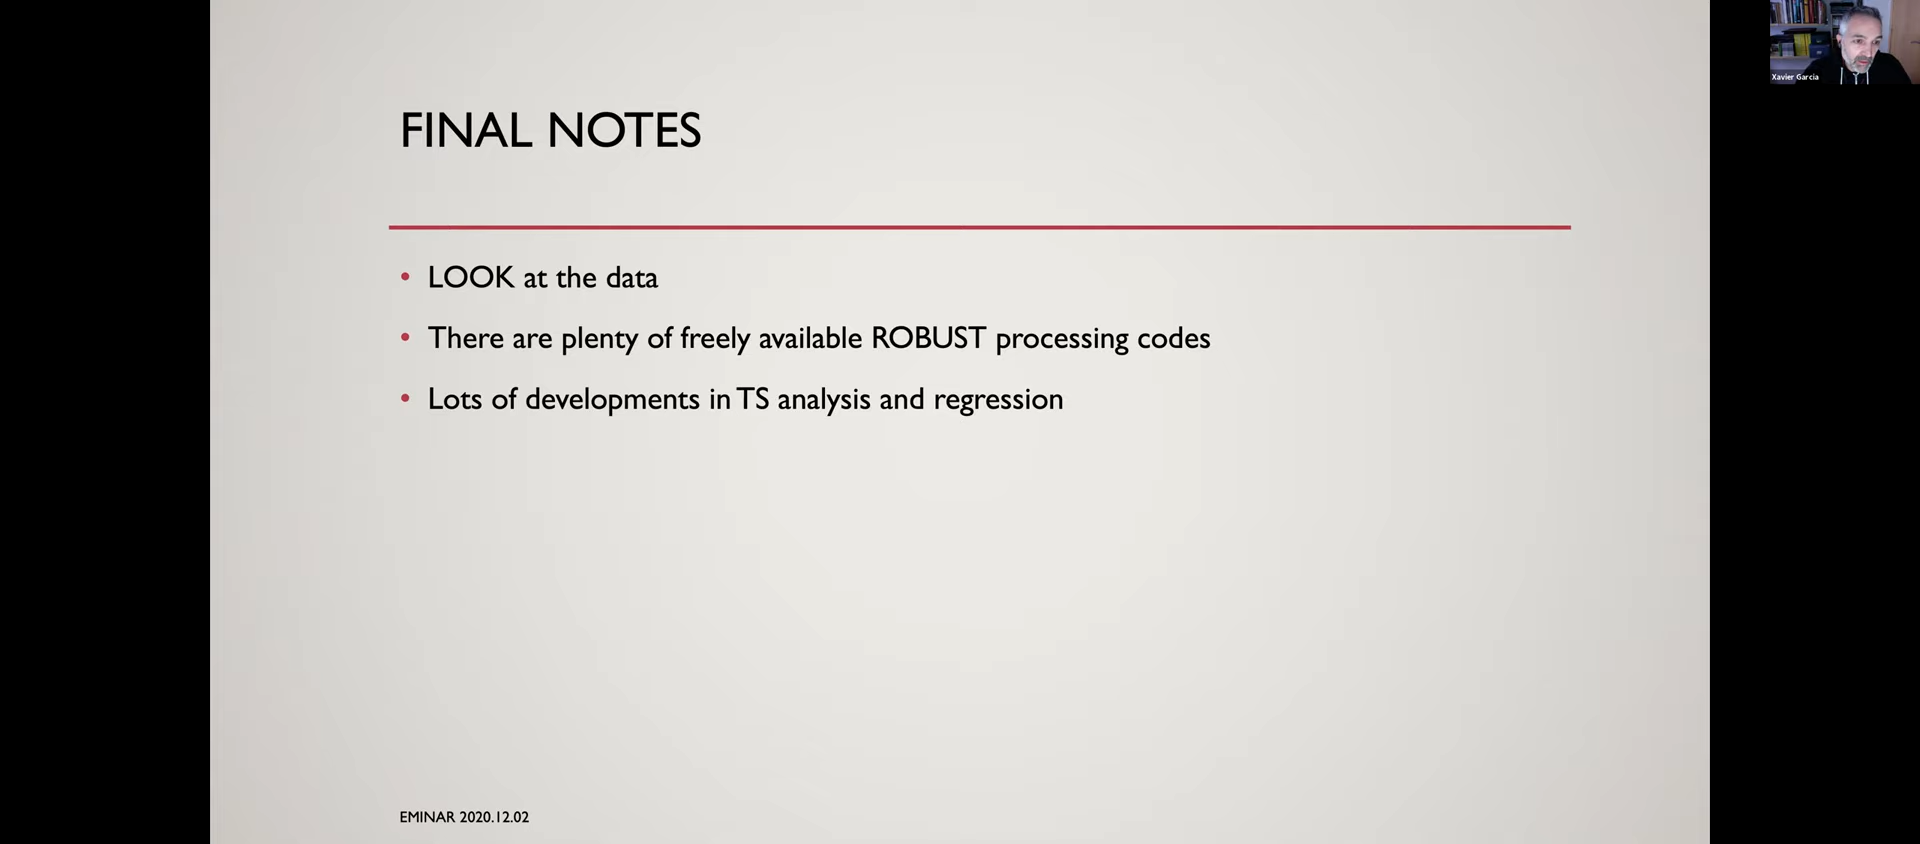 FINAL NOTES
• LOOK at the data
• There are plenty of freely available ROBUST processing codes
• Lots of developments in TS analysis and regression
EMINAR 2020.12.02
Xavier Garcia